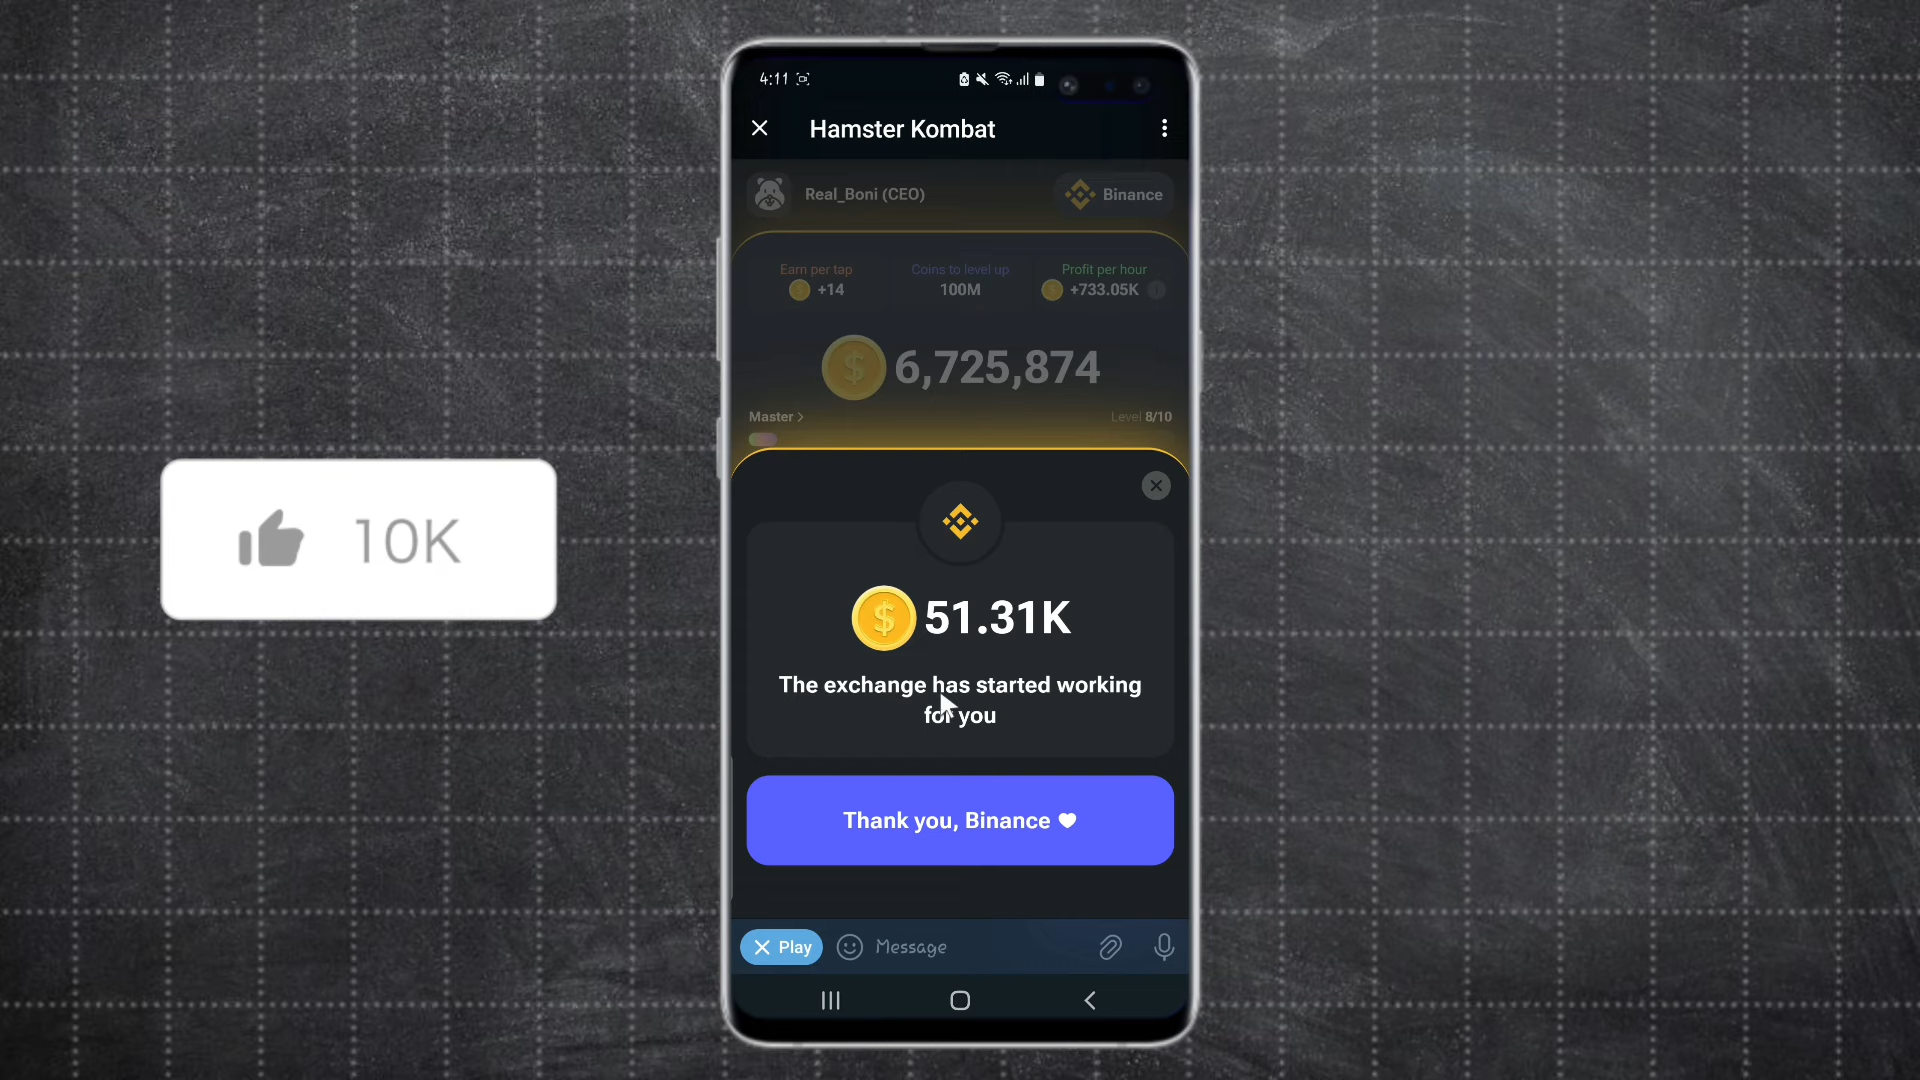 4:11
Hamster Kombat
Real_Boni (CEO)
Binance
Earn per tap
Coins to level up
Profit per hour
+14
100M
+733.05K
6,725,874
Master >
Level 8/10
10K
51.31K
The exchange has started working
for you
Thank you, Binance
Play
Message